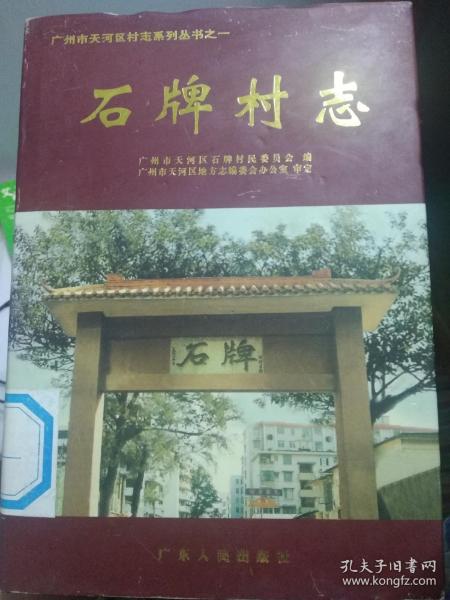 广州市天河区村志系列丛书之一
石牌村志
广州市天河区石牌村民委员会 编
广州市天河区地方志编委会办公室 审定
石牌
广东人民出版社
孔夫子旧书网
www.kongfz.com